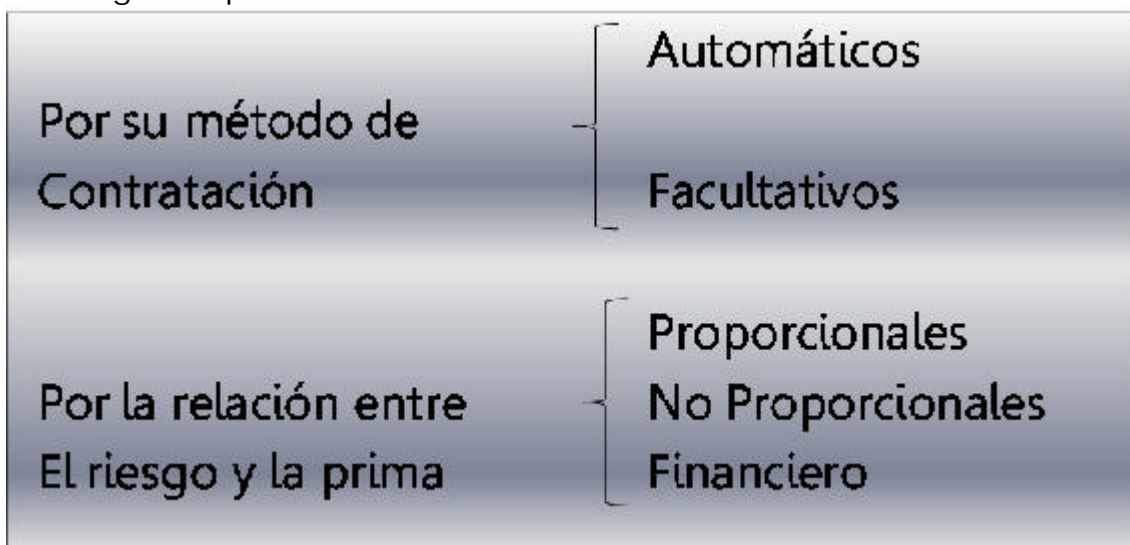 Automáticos
Por su método de
Contratación
Facultativos
Proporcionales
Por la relación entre
No Proporcionales
El riesgo y la prima
Financiero